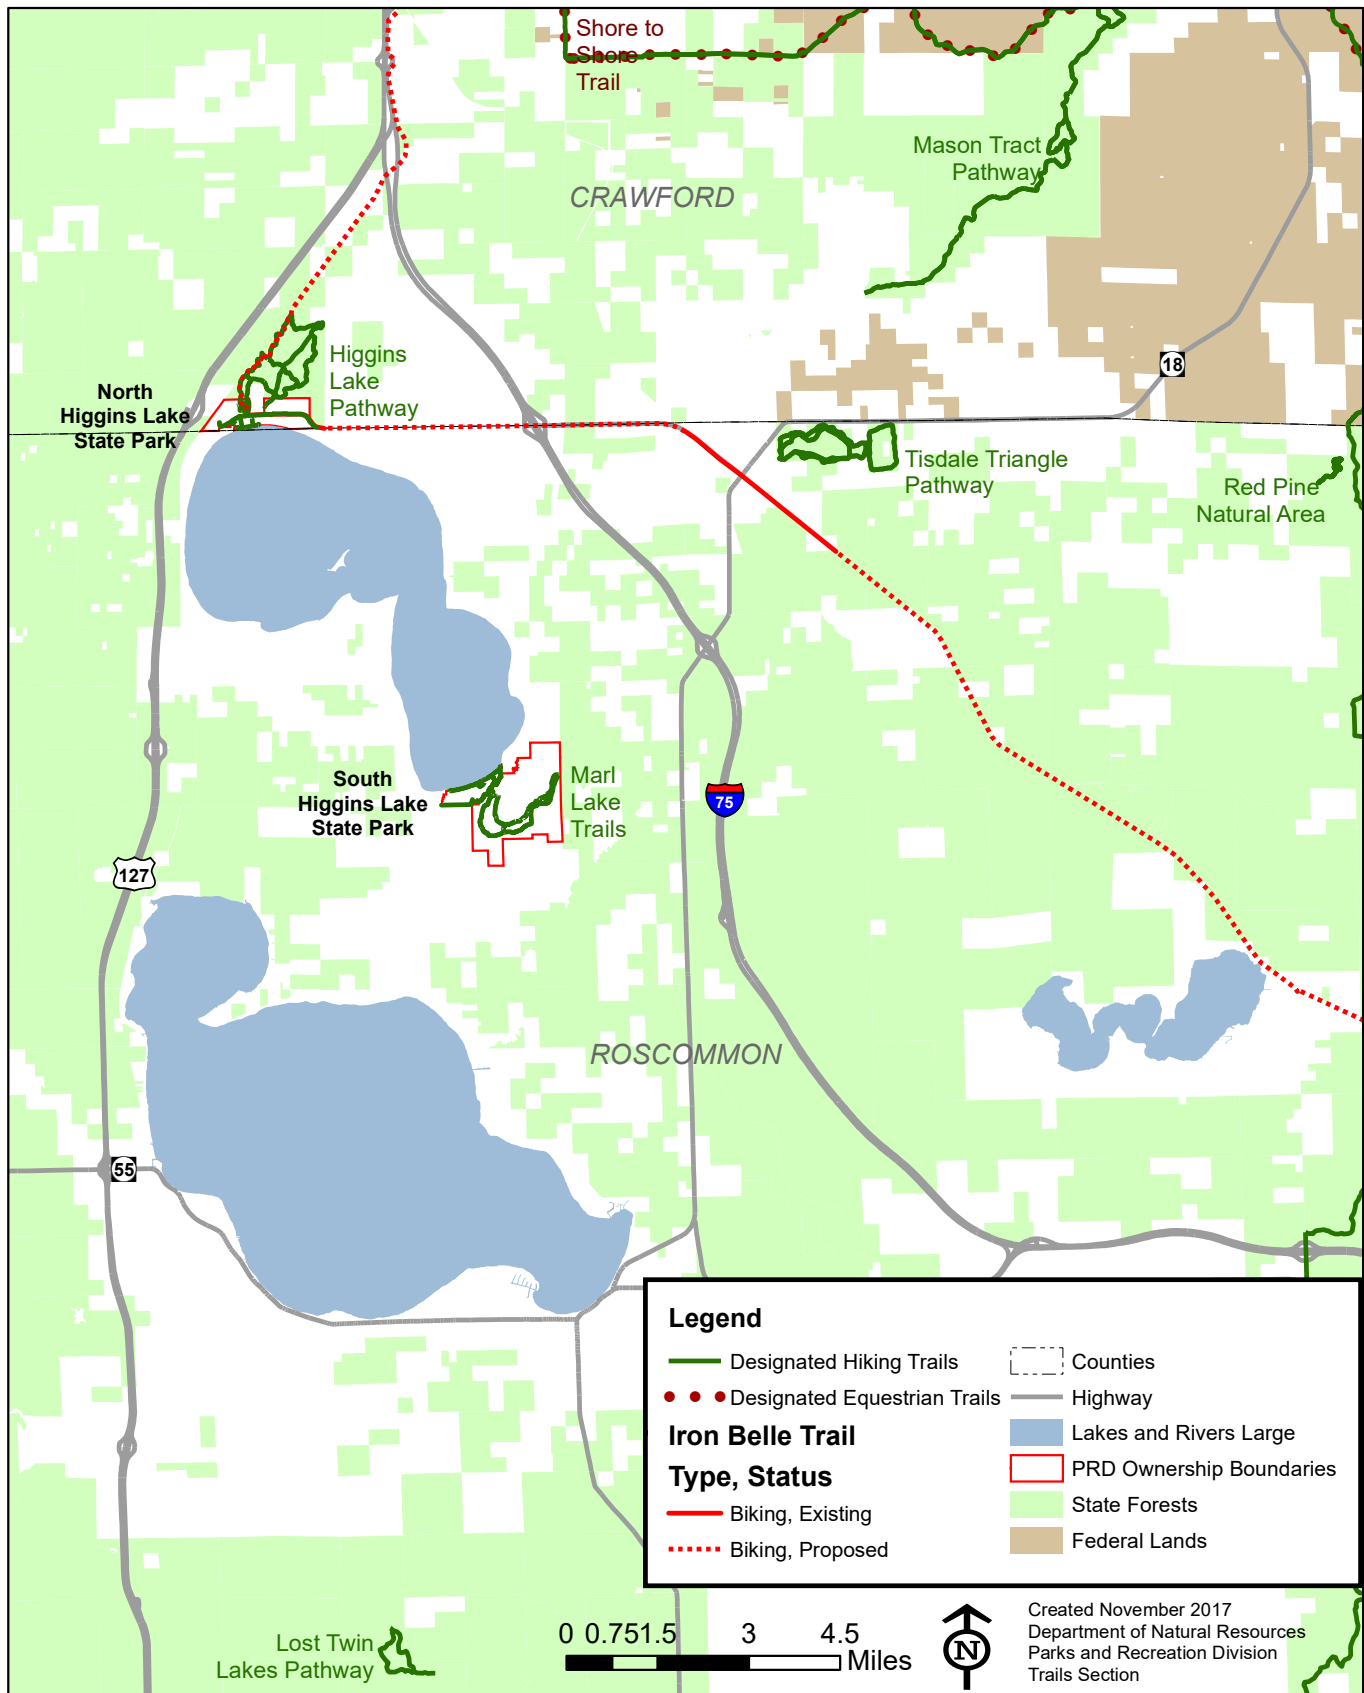 Shore to
Shore
Trail
Mason Tract
Pathway
CRAWFORD
18
Higgins
Lake
Pathway
North
Higgins Lake
State Park
Tisdale Triangle
Pathway
Red Pine
Natural Area
South
Higgins Lake
State Park
Marl
Lake
Trails
75
127
ROSCOMMON
55
Legend
Designated Hiking Trails
Designated Equestrian Trails
Iron Belle Trail
Type, Status
Biking, Existing
Biking, Proposed
Counties
Highway
Lakes and Rivers Large
PRD Ownership Boundaries
State Forests
Federal Lands
Lost Twin
Lakes Pathway
0 0.75 1.5 3 4.5
Miles
N
Created November 2017
Department of Natural Resources
Parks and Recreation Division
Trails Section